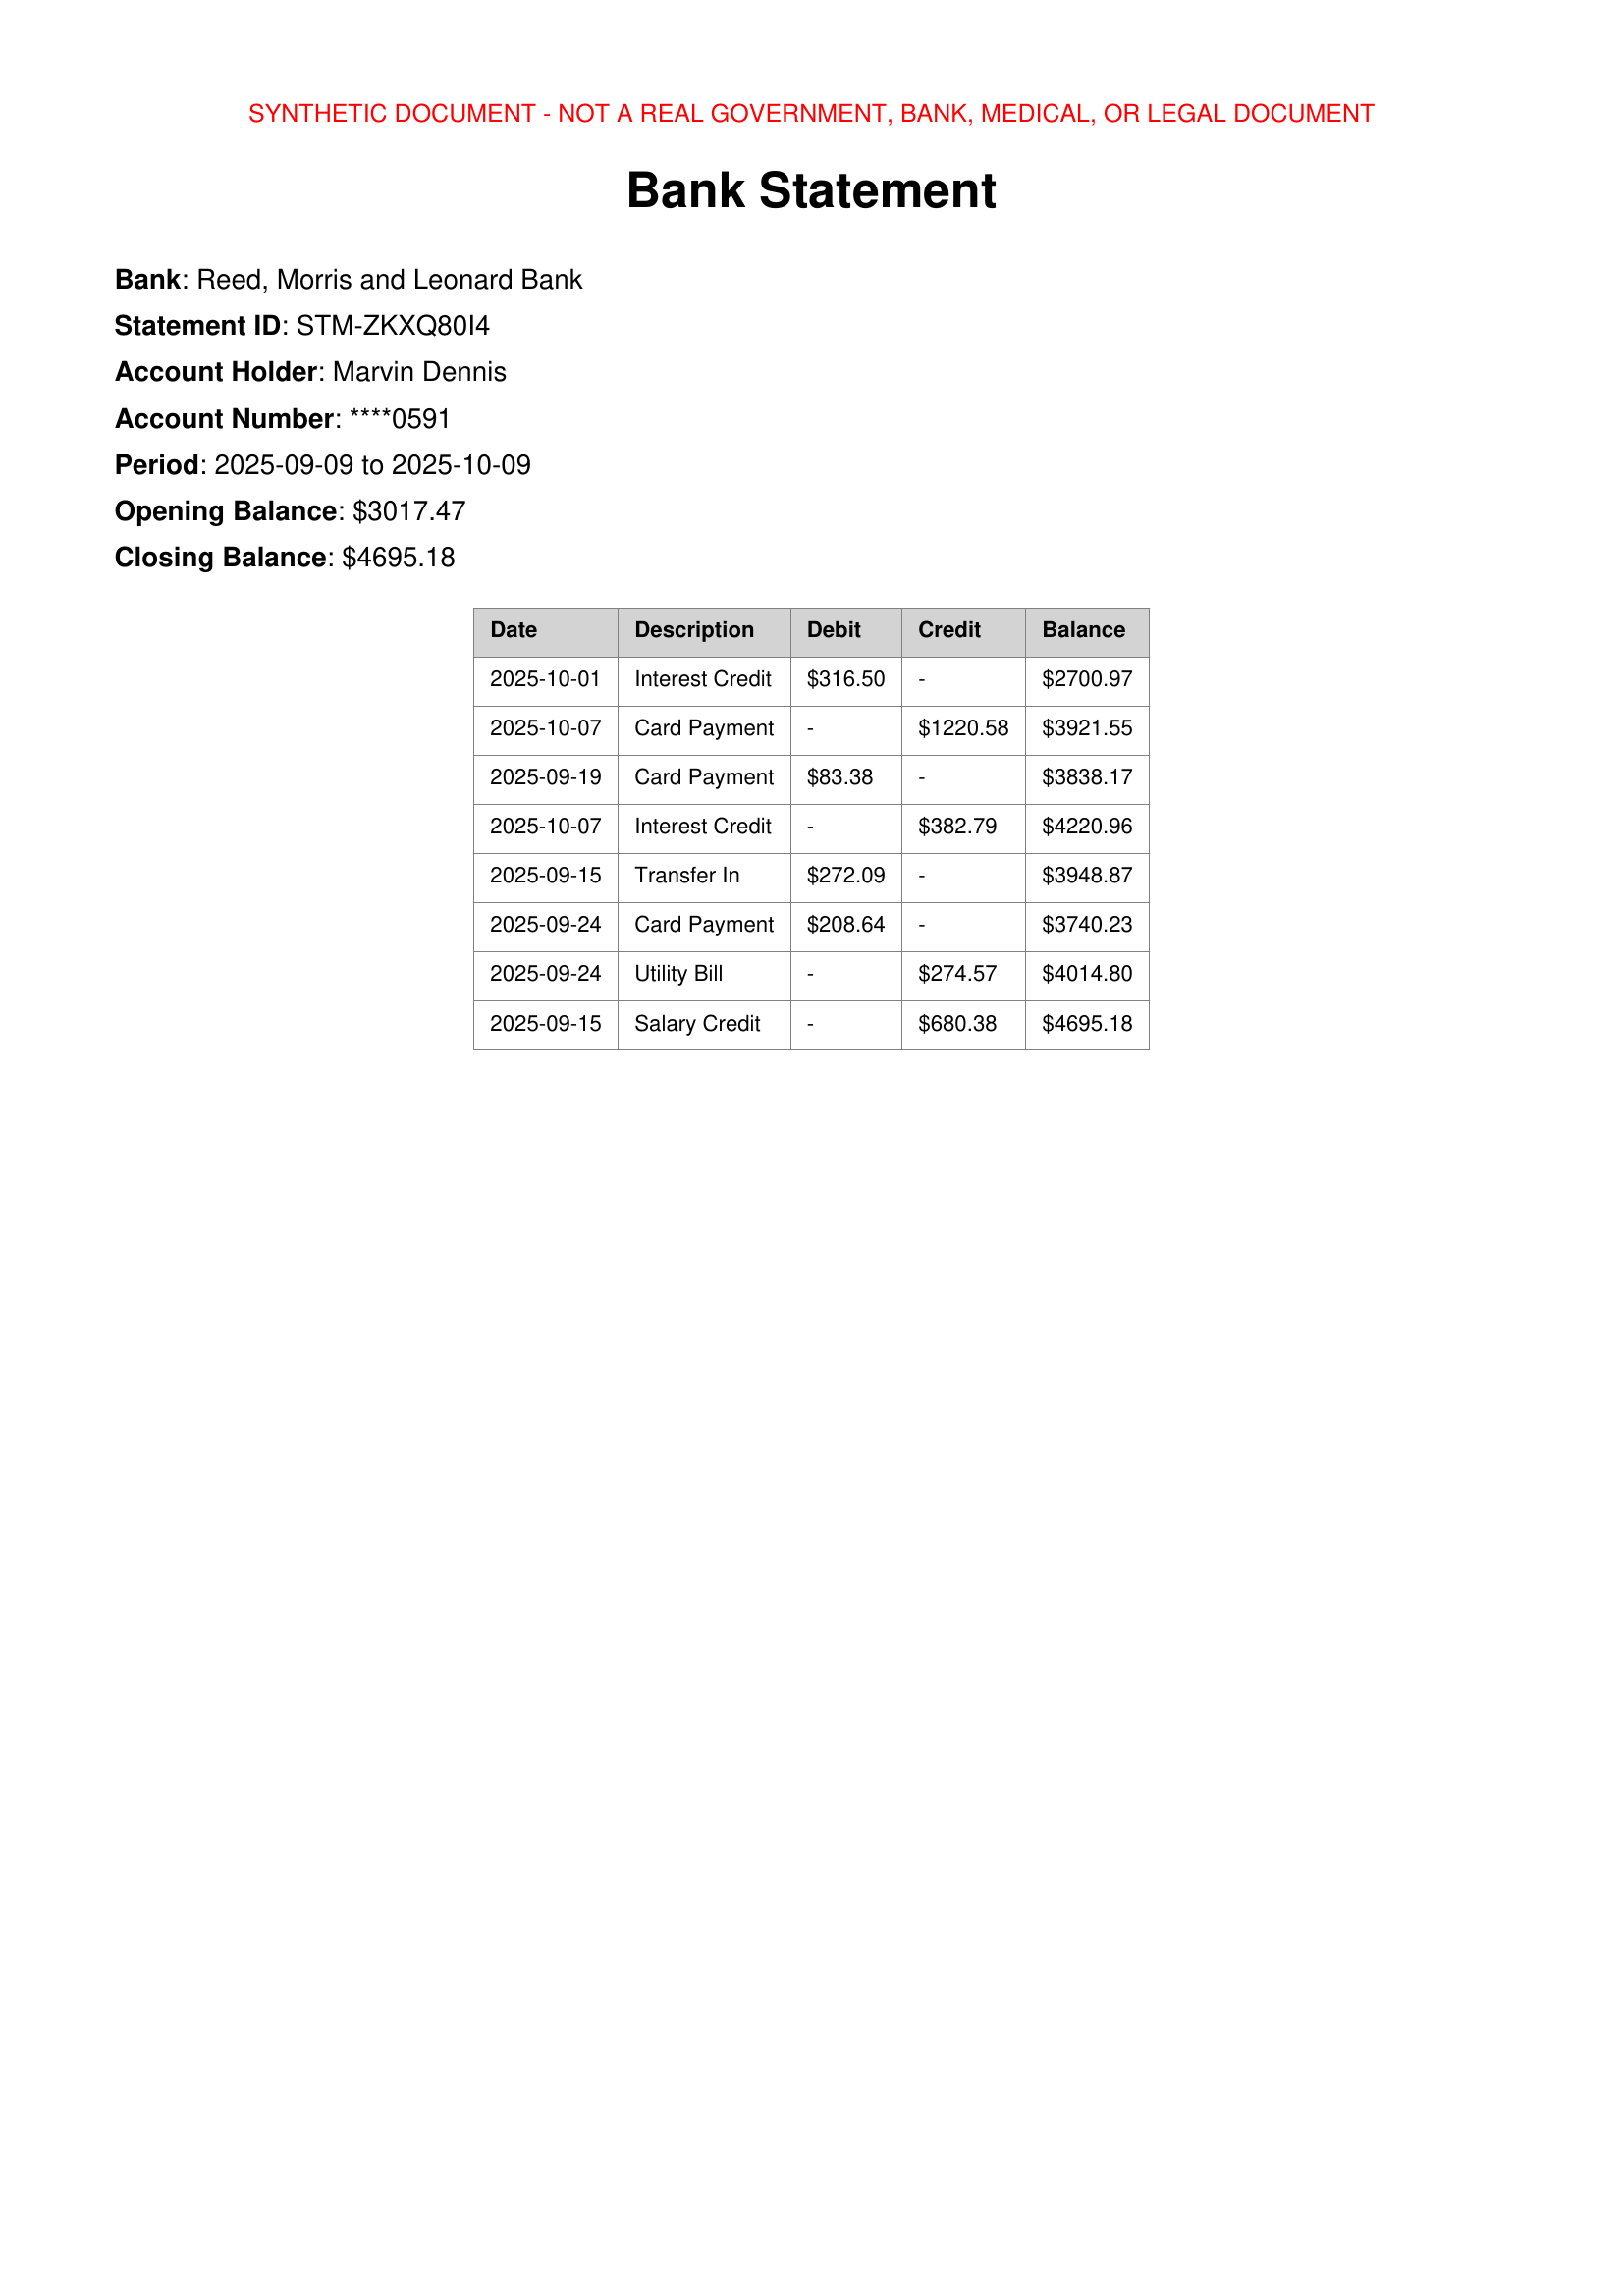 SYNTHETIC DOCUMENT - NOT A REAL GOVERNMENT, BANK, MEDICAL, OR LEGAL DOCUMENT
Bank Statement
Bank: Reed, Morris and Leonard Bank
Statement ID: STM-ZKXQ80I4
Account Holder: Marvin Dennis
Account Number: ****0591
Period: 2025-09-09 to 2025-10-09
Opening Balance: $3017.47
Closing Balance: $4695.18
Date Description Debit Credit Balance
2025-10-01 Interest Credit $316.50 - $2700.97
2025-10-07 Card Payment - $1220.58 $3921.55
2025-09-19 Card Payment $83.38 - $3838.17
2025-10-07 Interest Credit - $382.79 $4220.96
2025-09-15 Transfer In $272.09 - $3948.87
2025-09-24 Card Payment $208.64 - $3740.23
2025-09-24 Utility Bill - $274.57 $4014.80
2025-09-15 Salary Credit - $680.38 $4695.18